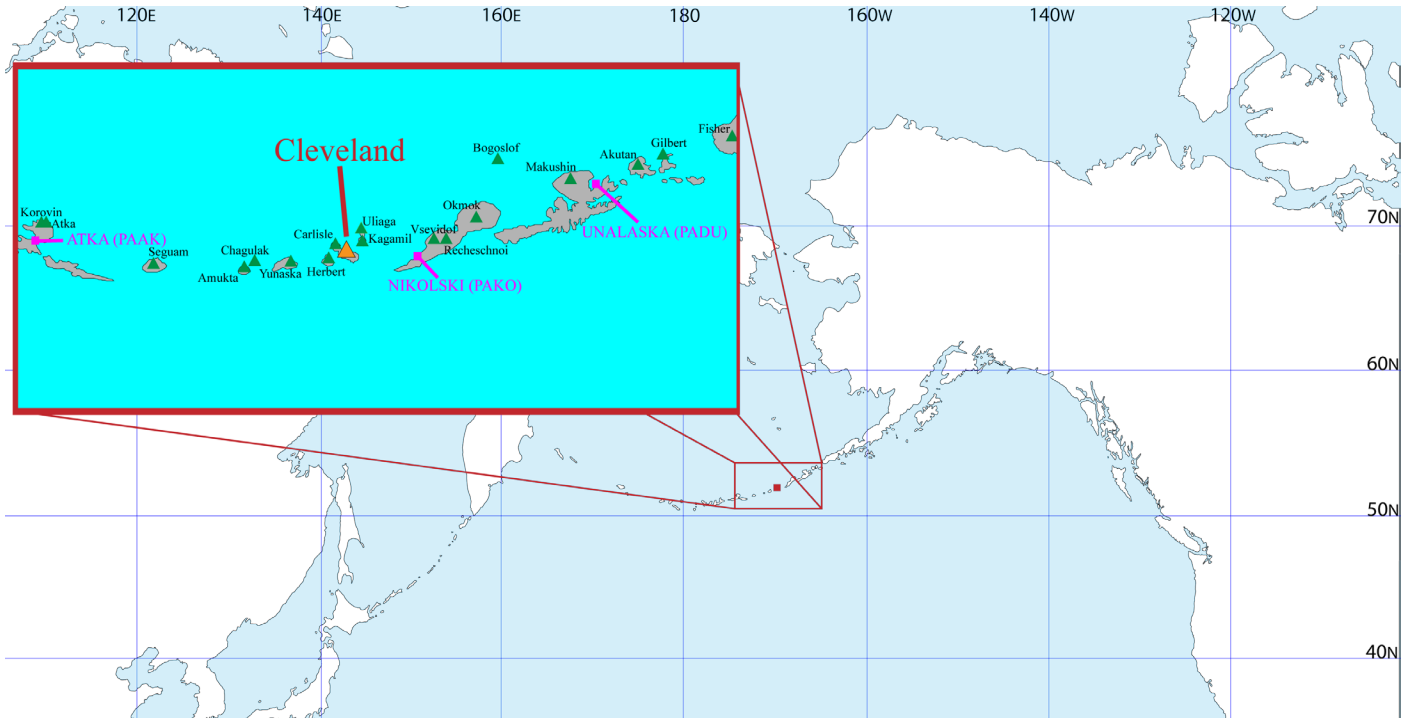 120E 140E 160E 180 160W 140W 120W
Fisher
Gilbert
Bogoslof
Cleveland
Akutan
Makushin
Okmok
Korovin
Uliaga
Atka
Vsevidof
UNALASKA (PADU)
70N
Carlisle
ATKA (PAAK)
Kagamil
Chagulak
Seguam
Recheschnoi
Amukta
Yunaska
Herbert
NIKOLSKI (PAKO)
60N
50N
40N